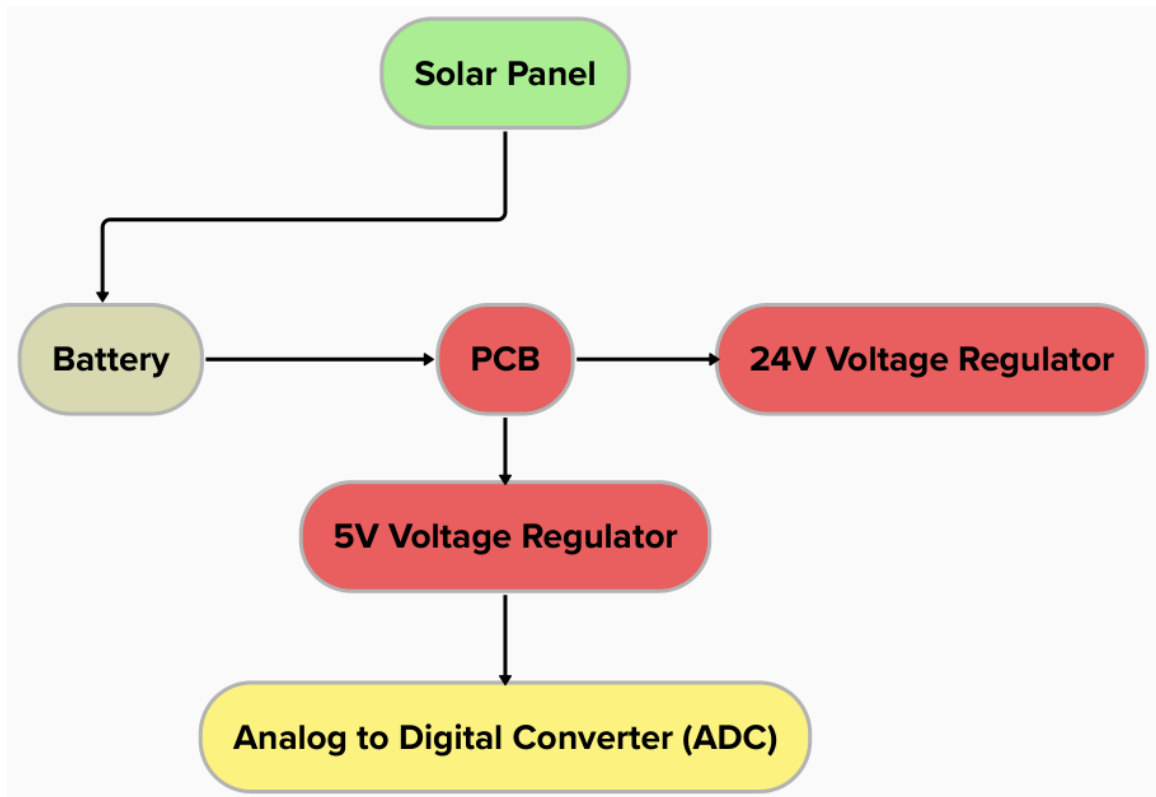 Solar Panel
Battery
PCB
24V Voltage Regulator
5V Voltage Regulator
Analog to Digital Converter (ADC)